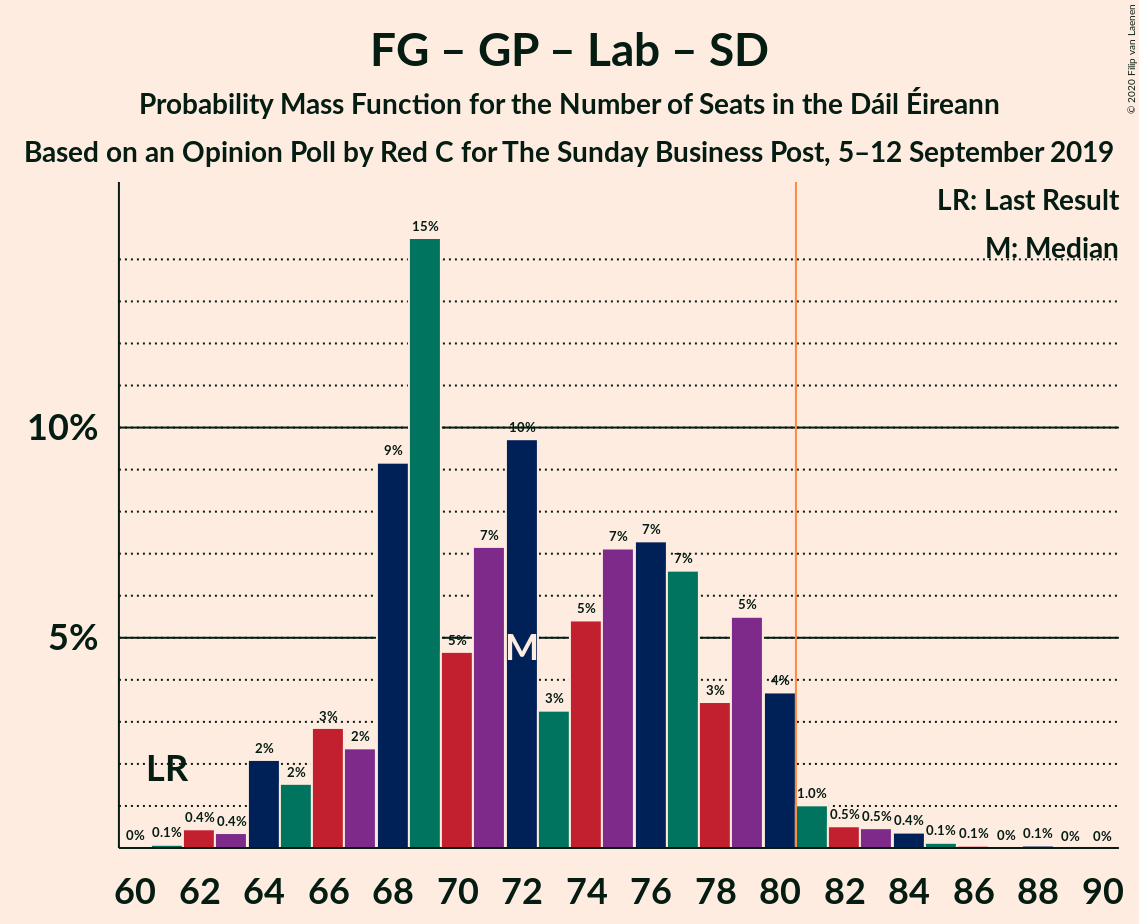 FG – GP – Lab – SD
Probability Mass Function for the Number of Seats in the Dáil Éireann
Based on an Opinion Poll by Red C for The Sunday Business Post, 5–12 September 2019
© 2020 Filip van Laenen
LR: Last Result
M: Median
15%
10%
10%
9%
7%
7%
7%
7%
5%
5%
5%
5%
M
4%
3%
3%
3%
2%
2%
2%
LR
1.0%
0% 0.1% 0.4% 0.4%
0.5% 0.5% 0.4% 0.1% 0.1% 0% 0.1% 0% 0%
60 62 64 66 68 70 72 74 76 78 80 82 84 86 88 90